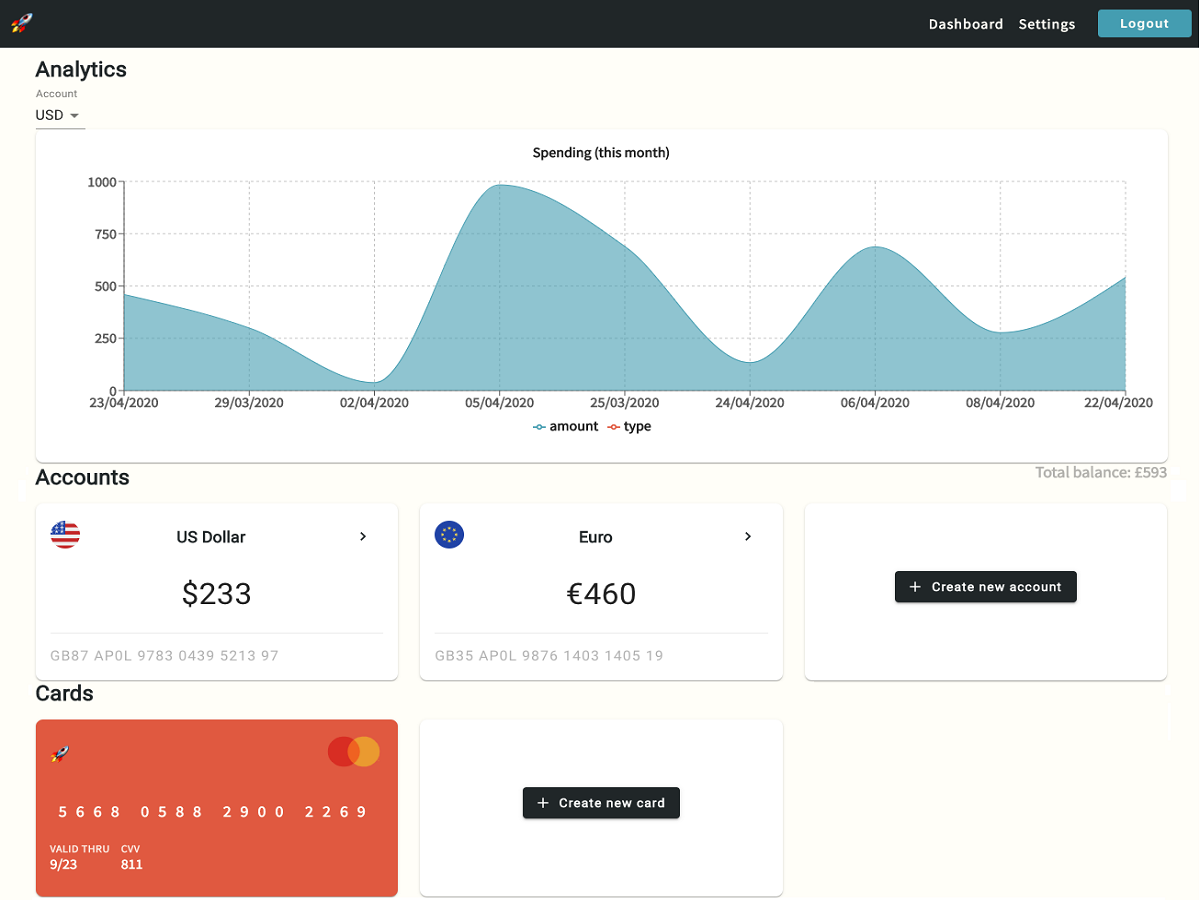 Dashboard Settings Logout
Analytics
Account
USD
Spending (this month)
1000
750
500
250
0
23/04/2020 29/03/2020 02/04/2020 05/04/2020 25/03/2020 24/04/2020 06/04/2020 08/04/2020 22/04/2020
amount type
Accounts
Total balance: £593
US Dollar
$233
GB87 AP0L 9783 0439 5213 97
Euro
€460
GB35 AP0L 9876 1403 1405 19
+ Create new account
Cards
5668 0588 2900 2269
VALID THRU CVV
9/23 811
+ Create new card